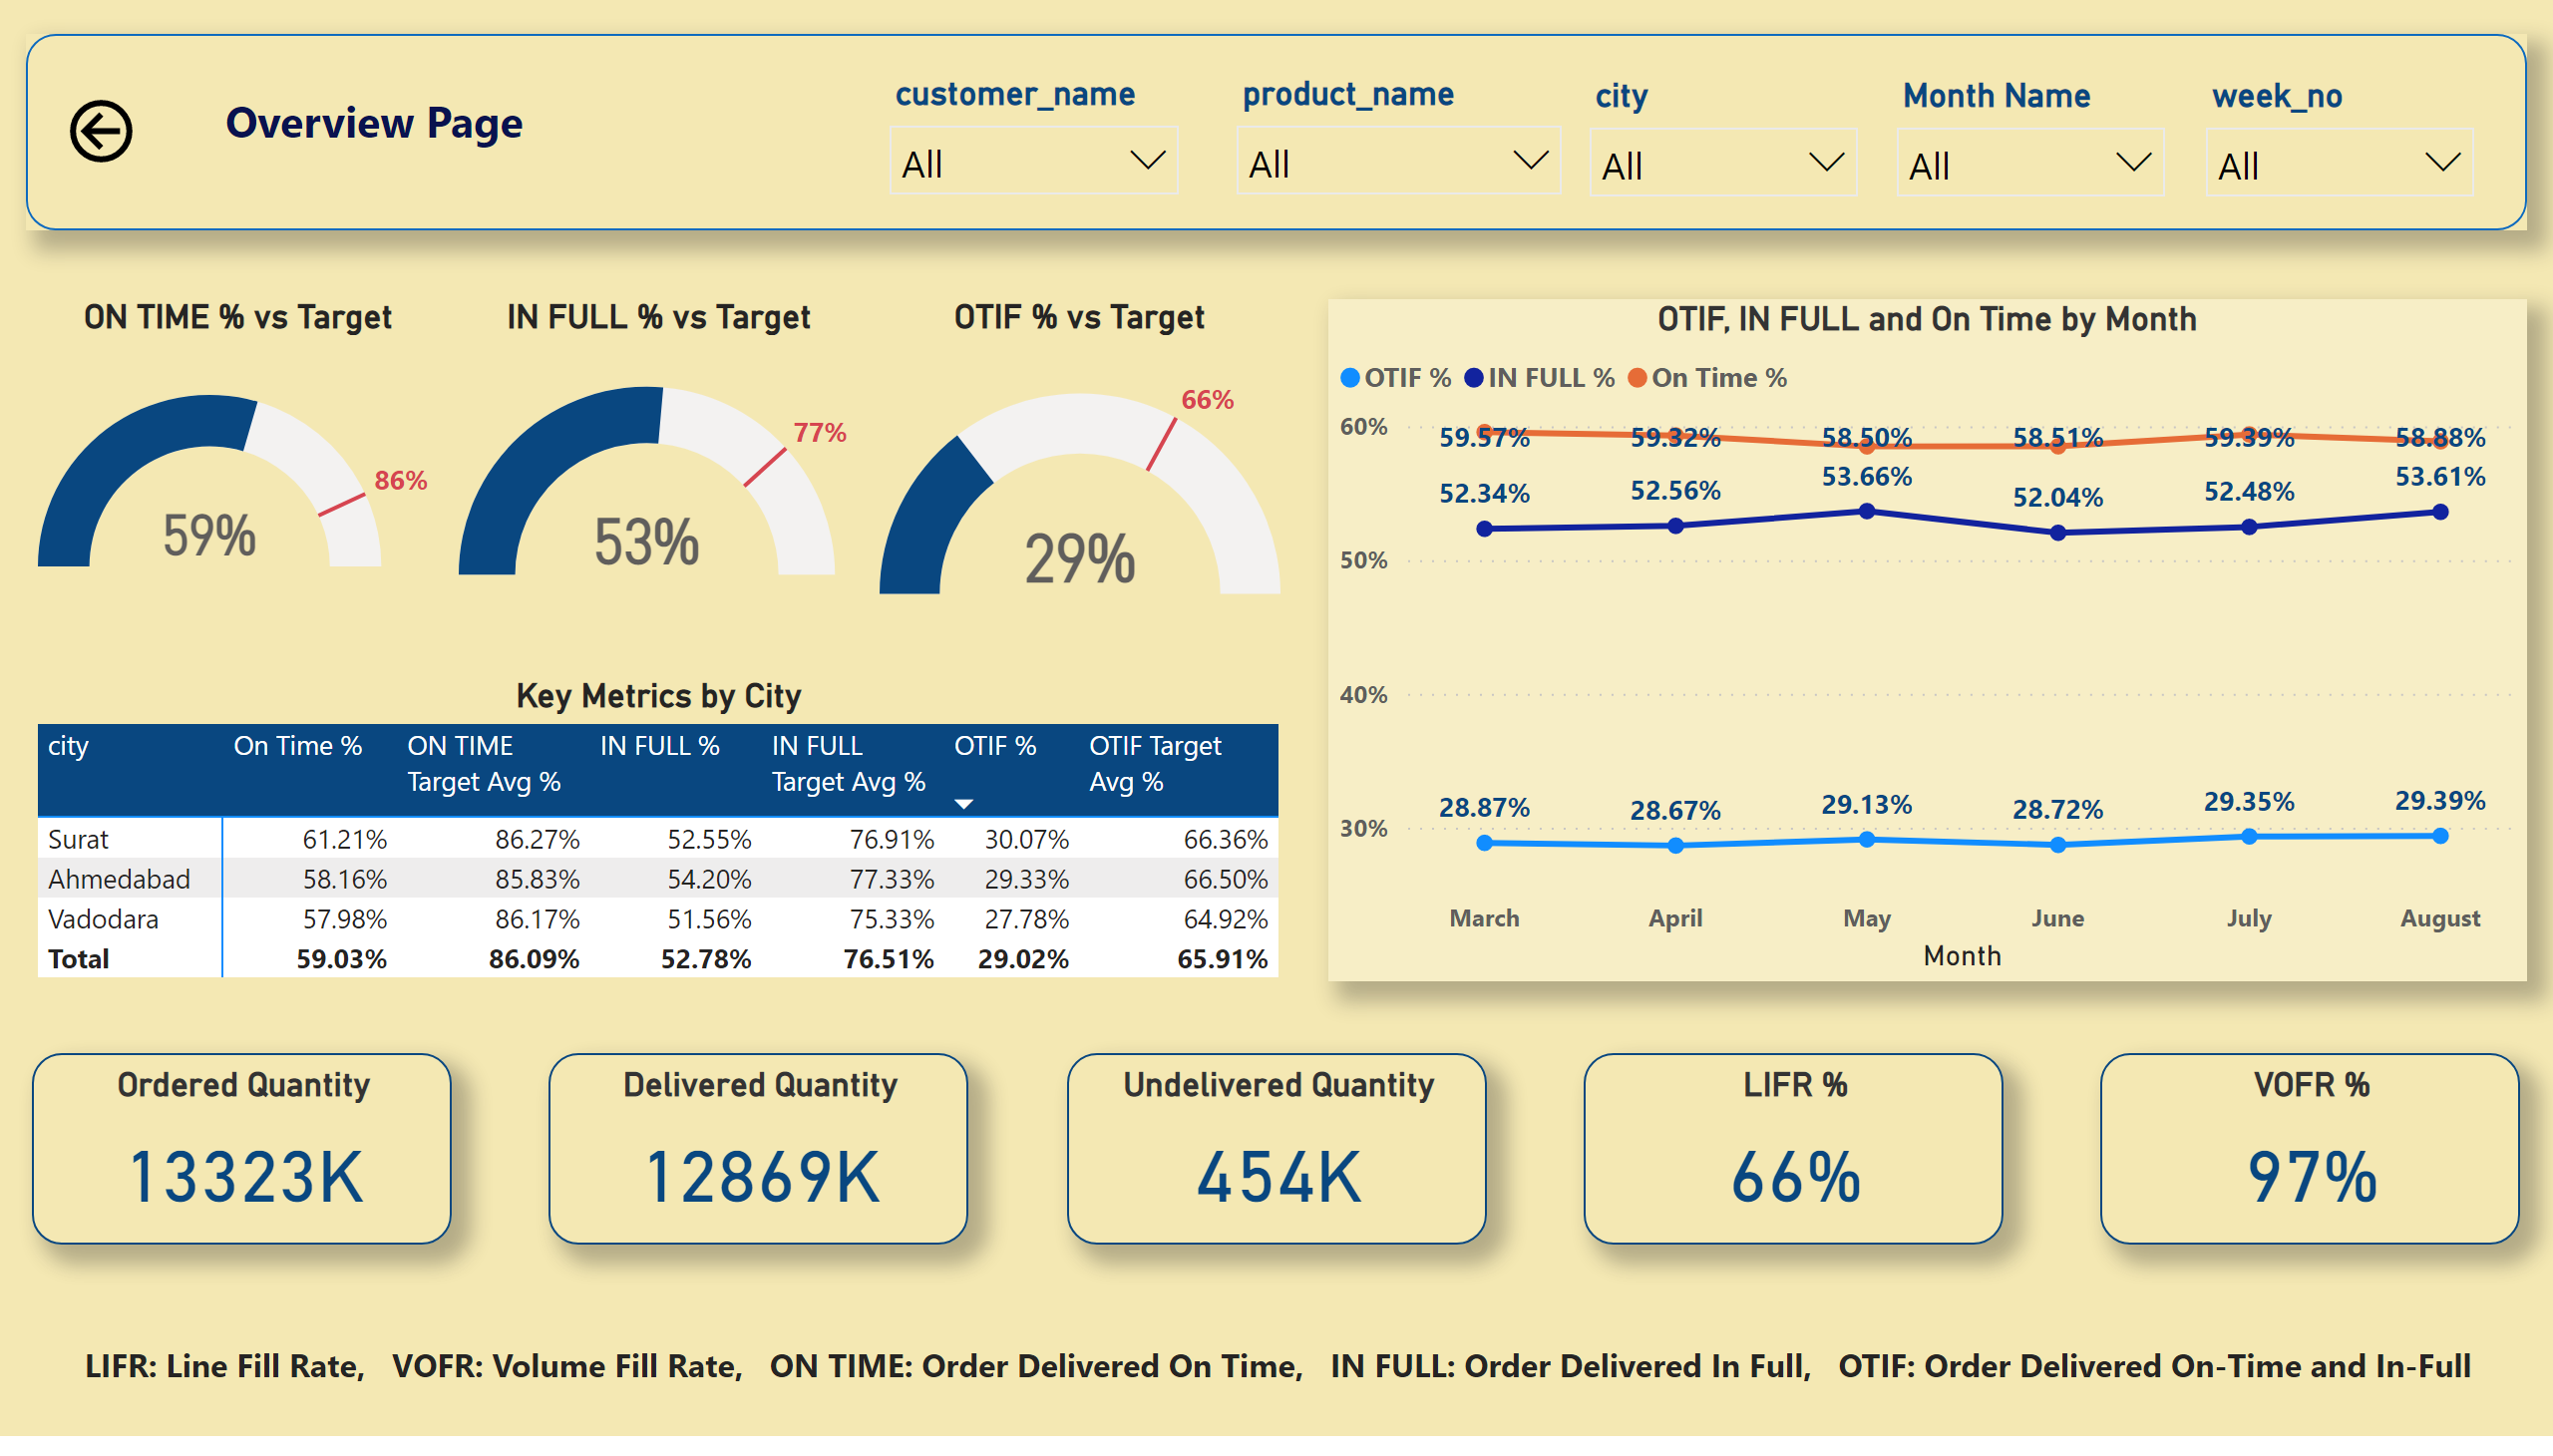 Overview Page
customer_name
All
product_name
All
city
All
Month Name
All
week_no
All
ON TIME % vs Target
86%
59%
IN FULL % vs Target
77%
53%
OTIF % vs Target
66%
29%
Key Metrics by City
city On Time % ON TIME Target Avg % IN FULL % IN FULL Target Avg % OTIF % OTIF Target Avg %
Surat 61.21% 86.27% 52.55% 76.91% 30.07% 66.36%
Ahmedabad 58.16% 85.83% 54.20% 77.33% 29.33% 66.50%
Vadodara 57.98% 86.17% 51.56% 75.33% 27.78% 64.92%
Total 59.03% 86.09% 52.78% 76.51% 29.02% 65.91%
OTIF, IN FULL and On Time by Month
OTIF % IN FULL % On Time %
60%
59.57% 59.32% 58.50% 58.51% 59.39% 58.88%
52.34% 52.56% 53.66% 52.04% 52.48% 53.61%
50%
40%
28.87% 28.67% 29.13% 28.72% 29.35% 29.39%
30%
March April May June July August
Month
Ordered Quantity
13323K
Delivered Quantity
12869K
Undelivered Quantity
454K
LIFR %
66%
VOFR %
97%
LIFR: Line Fill Rate, VOFR: Volume Fill Rate, ON TIME: Order Delivered On Time, IN FULL: Order Delivered In Full, OTIF: Order Delivered On-Time and In-Full